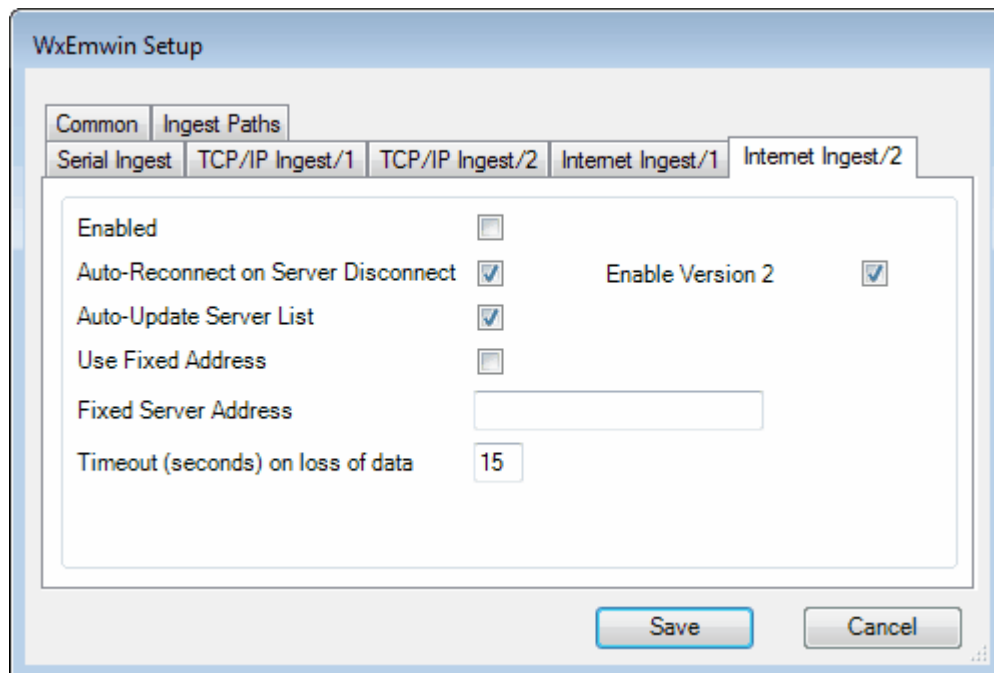 WxEmwin Setup
Common Ingest Paths
Serial Ingest TCP/IP Ingest/1 TCP/IP Ingest/2 Internet Ingest/1 Internet Ingest/2
Enabled
Auto-Reconnect on Server Disconnect Enable Version 2
Auto-Update Server List
Use Fixed Address
Fixed Server Address
Timeout (seconds) on loss of data 15
Save Cancel